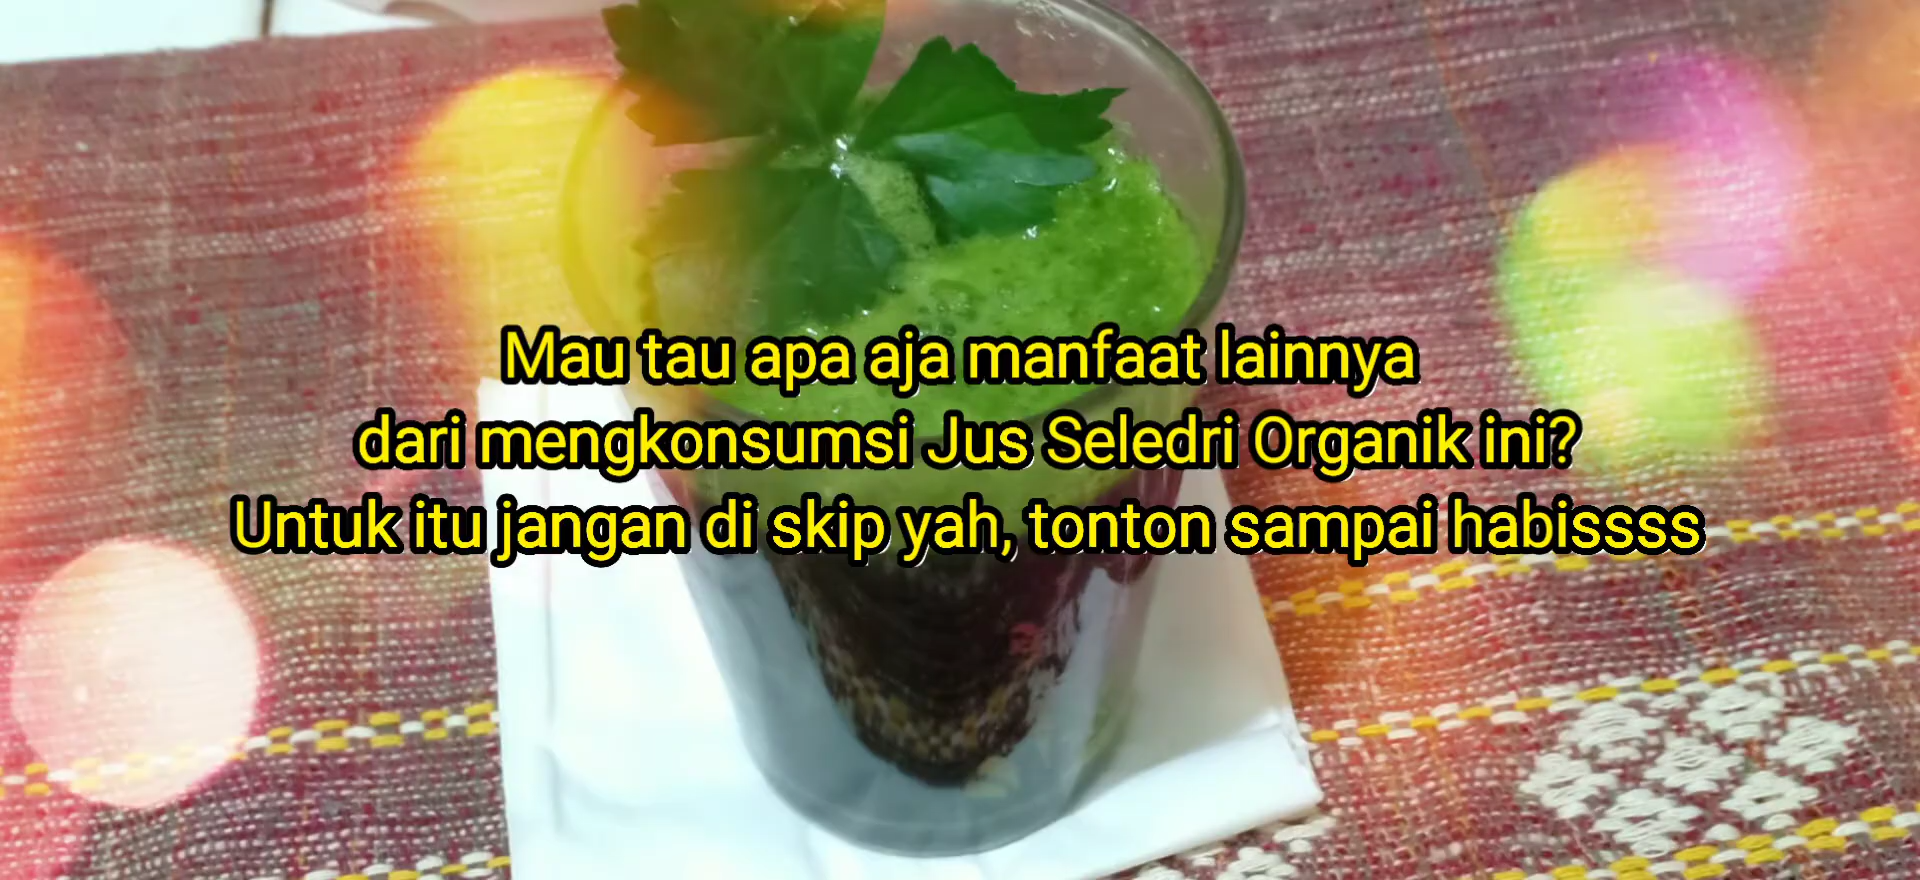 Mau tau apa aja manfaat lainnya
dari mengkonsumsi Jus Seledri Organik ini?
Untuk itu jangan di skip yah, tonton sampai habissss